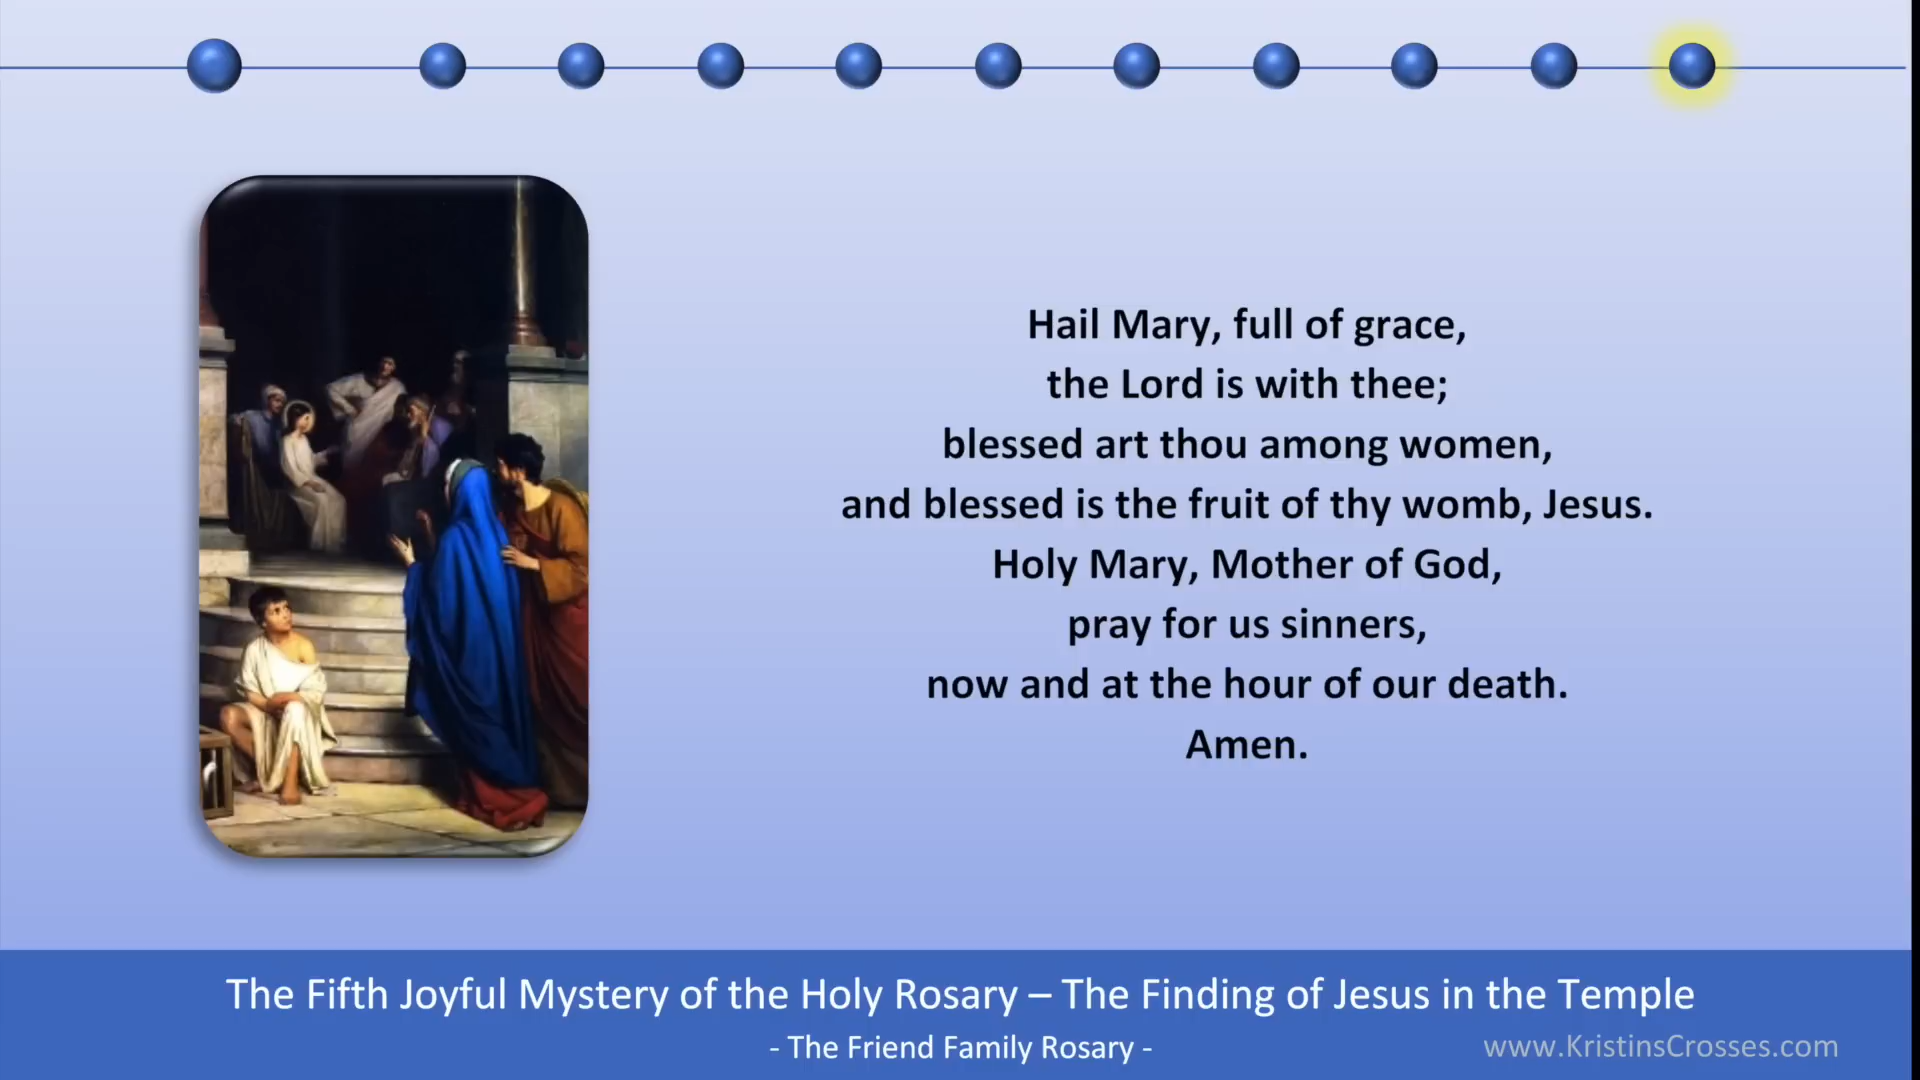 Hail Mary, full of grace,
the Lord is with thee;
blessed art thou among women,
and blessed is the fruit of thy womb, Jesus.
Holy Mary, Mother of God,
pray for us sinners,
now and at the hour of our death.
Amen.
The Fifth Joyful Mystery of the Holy Rosary – The Finding of Jesus in the Temple
- The Friend Family Rosary -
www.KristinsCrosses.com